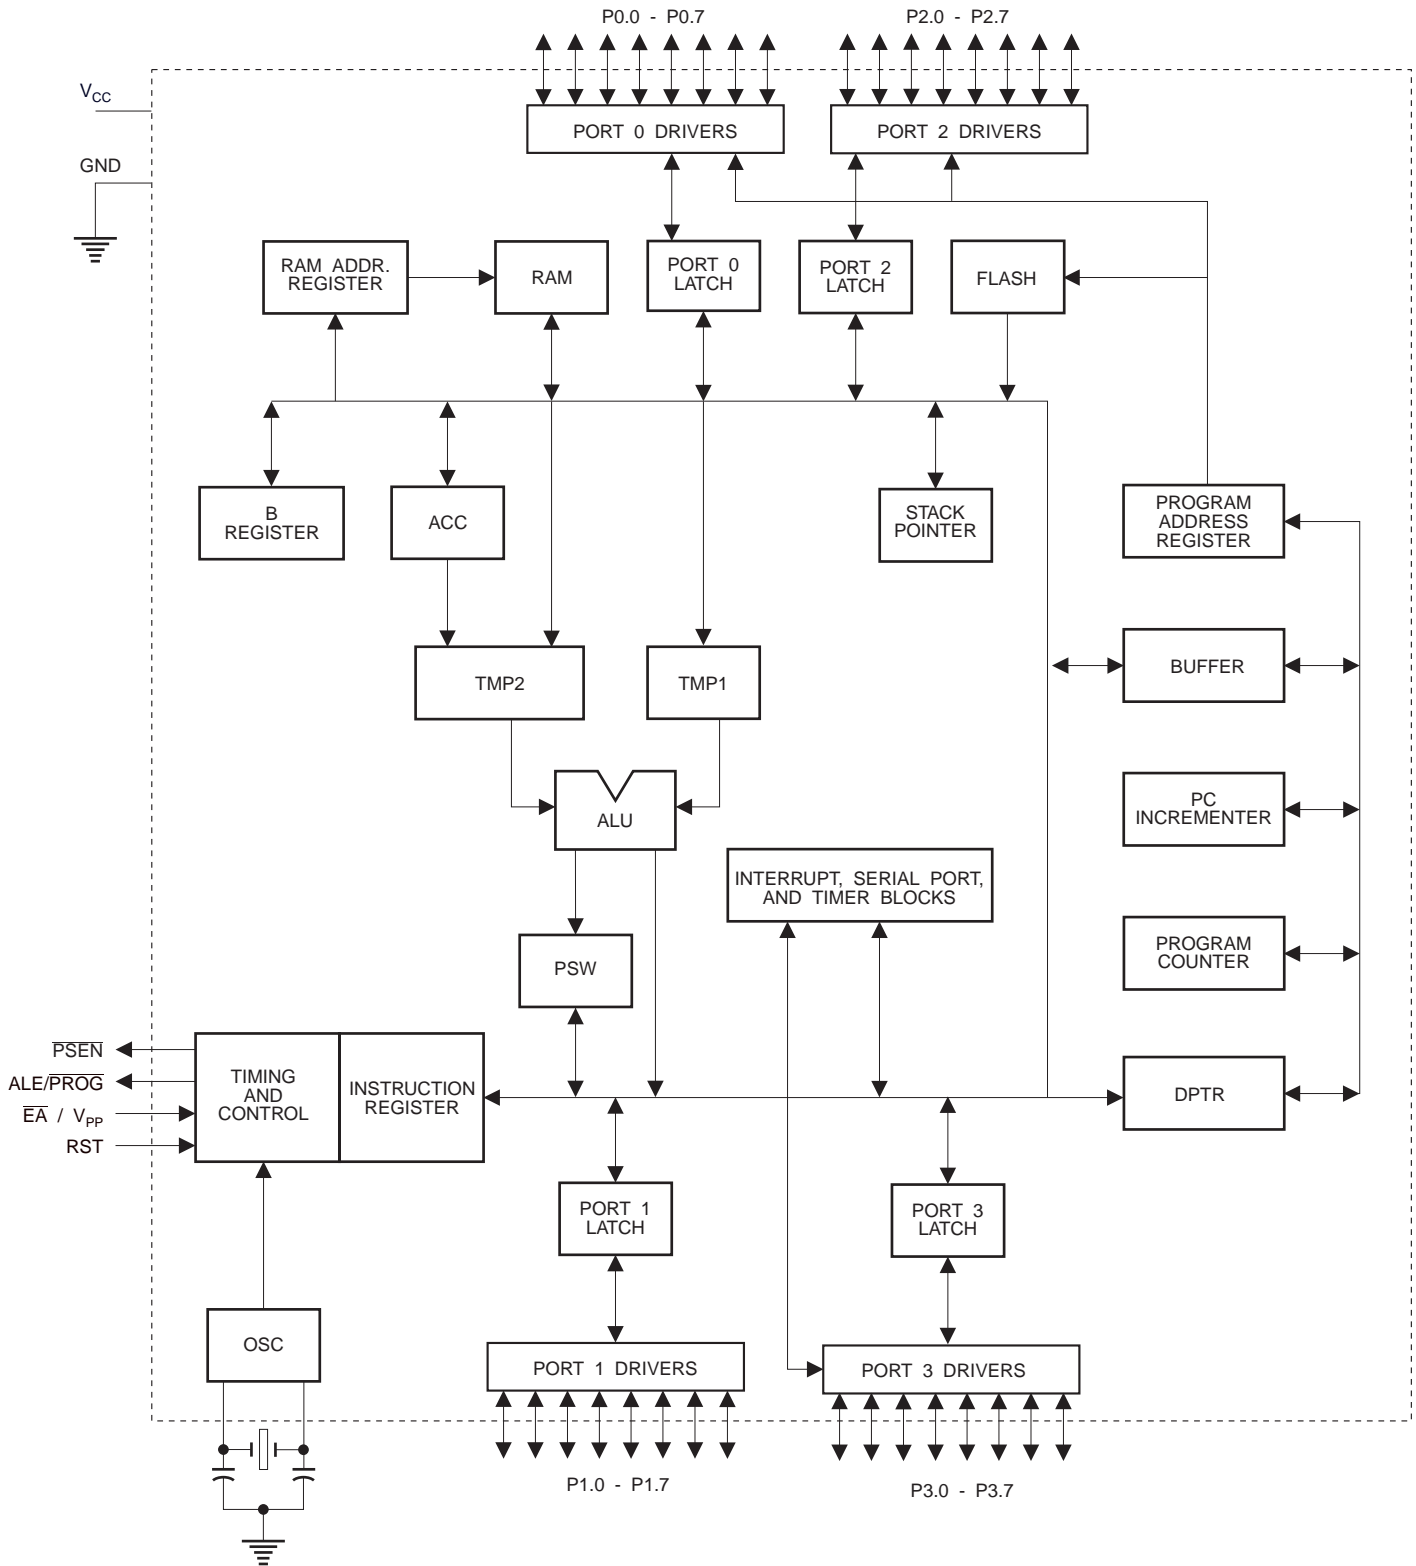 P0.0 - P0.7
P2.0 - P2.7
VCC
PORT 0 DRIVERS
PORT 2 DRIVERS
GND
RAM ADDR.
REGISTER
RAM
PORT 0
LATCH
PORT 2
LATCH
FLASH
B
REGISTER
ACC
STACK
POINTER
PROGRAM
ADDRESS
REGISTER
TMP2
TMP1
BUFFER
ALU
PC
INCREMENTER
INTERRUPT, SERIAL PORT,
AND TIMER BLOCKS
PSW
PROGRAM
COUNTER
PSEN
ALE/PROG
EA / VPP
RST
TIMING
AND
CONTROL
INSTRUCTION
REGISTER
DPTR
PORT 1
LATCH
PORT 3
LATCH
OSC
PORT 1 DRIVERS
PORT 3 DRIVERS
P1.0 - P1.7
P3.0 - P3.7